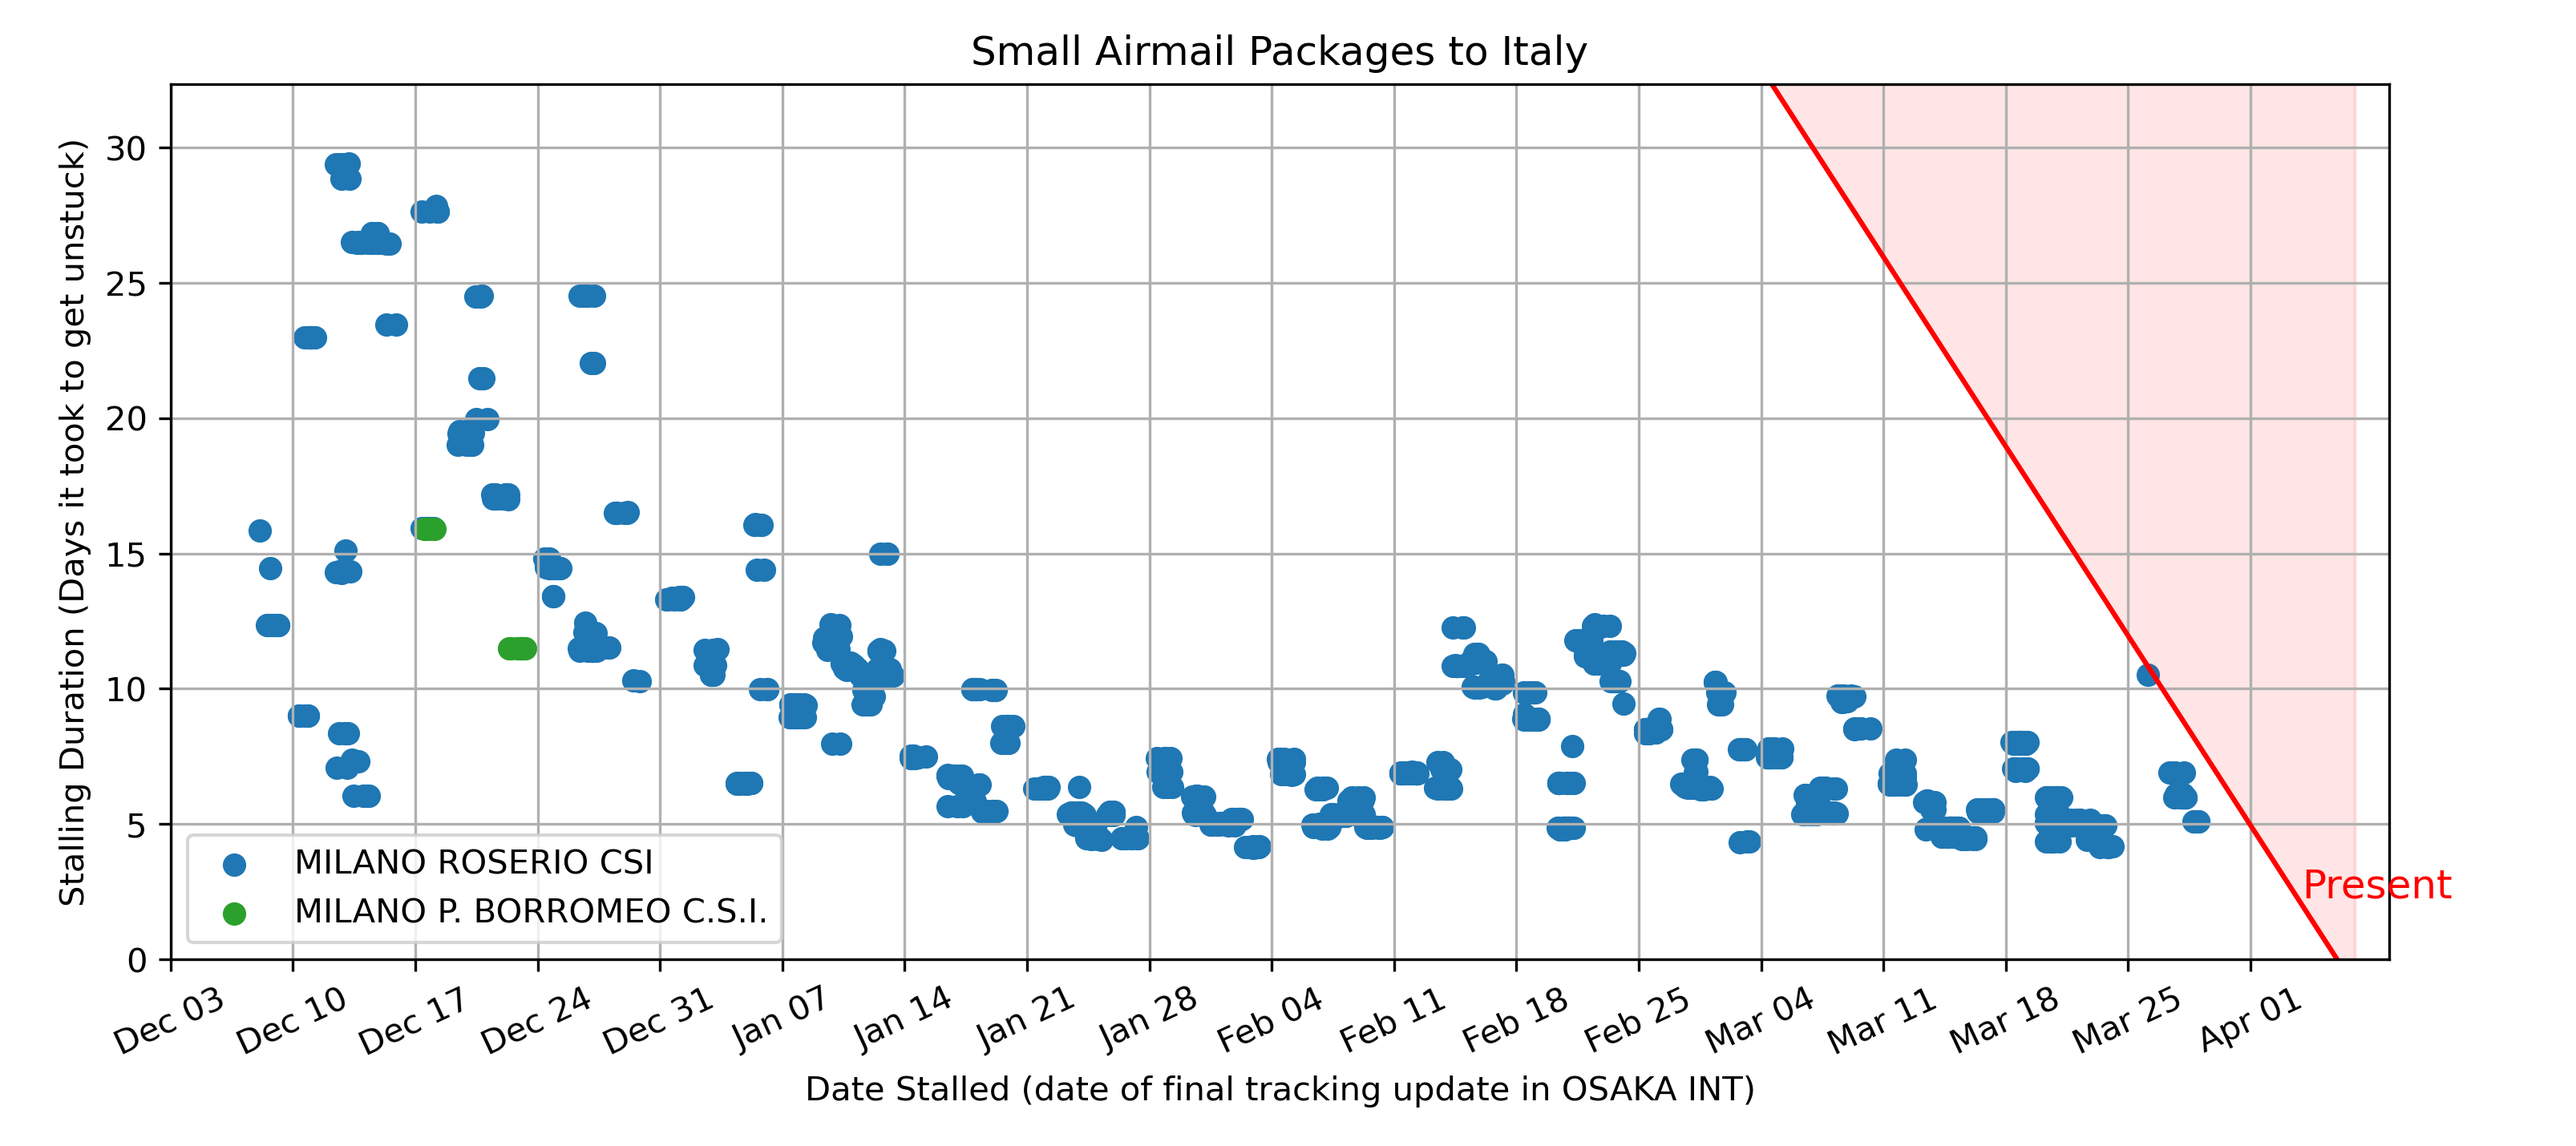 Small Airmail Packages to Italy
Stalling Duration (Days it took to get unstuck)
30
25
20
15
10
5
0
MILANO ROSERIO CSI
MILANO P. BORROMEO C.S.I.
Present
Dec 03
Dec 10
Dec 17
Dec 24
Dec 31
Jan 07
Jan 14
Jan 21
Jan 28
Feb 04
Feb 11
Feb 18
Feb 25
Mar 04
Mar 11
Mar 18
Mar 25
Apr 01
Date Stalled (date of final tracking update in OSAKA INT)